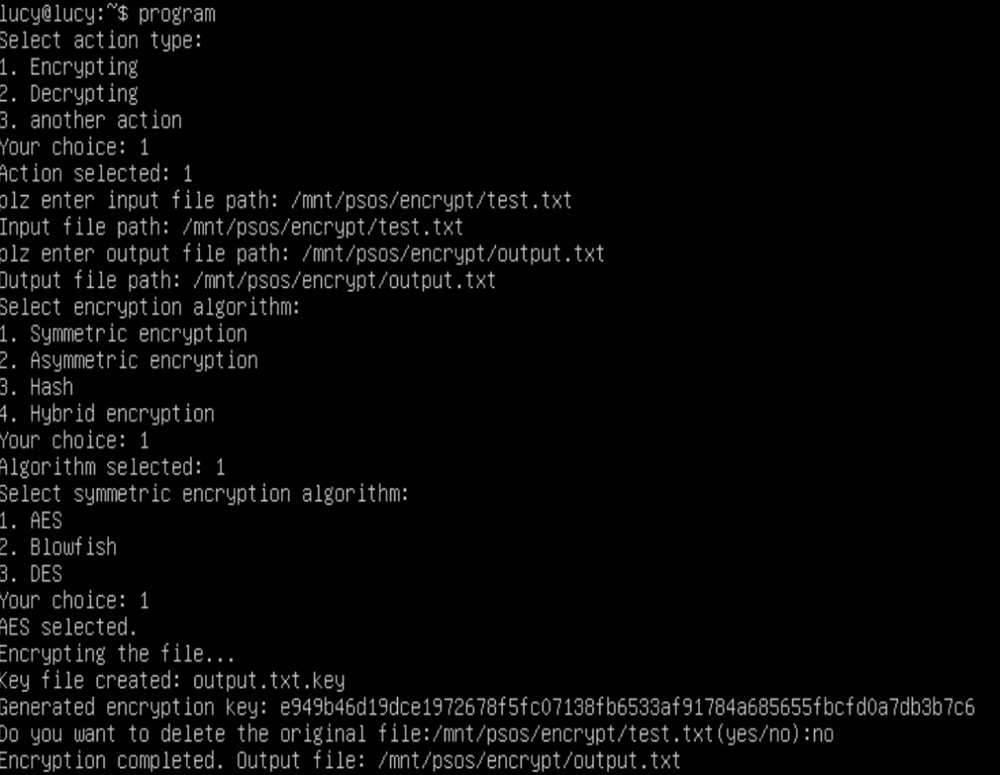 lucy@lucy:~$ program
Select action type:
1. Encrypting
2. Decrypting
3. another action
Your choice: 1
Action selected: 1
plz enter input file path: /mnt/psos/encrypt/test.txt
Input file path: /mnt/psos/encrypt/test.txt
plz enter output file path: /mnt/psos/encrypt/output.txt
Output file path: /mnt/psos/encrypt/output.txt
Select encryption algorithm:
1. Symmetric encryption
2. Asymmetric encryption
3. Hash
4. Hybrid encryption
Your choice: 1
Algorithm selected: 1
Select symmetric encryption algorithm:
1. AES
2. Blowfish
3. DES
Your choice: 1
AES selected.
Encrypting the file...
Key file created: output.txt.key
Generated encryption key: e949b46d19dce1972678f5fc07138fb6533af91784a685655fbcfd0a7db3b7c6
Do you want to delete the original file:/mnt/psos/encrypt/test.txt(yes/no):no
Encryption completed. Output file: /mnt/psos/encrypt/output.txt